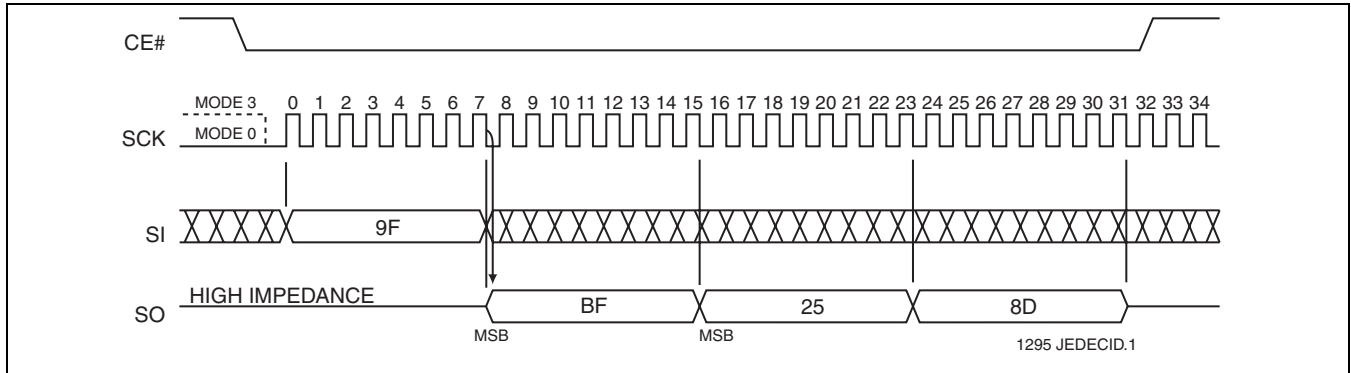 CE#
MODE 3 0 1 2 3 4 5 6 7 8 9 10 11 12 13 14 15 16 17 18 19 20 21 22 23 24 25 26 27 28 29 30 31 32 33 34
SCK MODE 0
SI 9F
HIGH IMPEDANCE
SO BF 25 8D
MSB MSB
1295 JEDECID.1